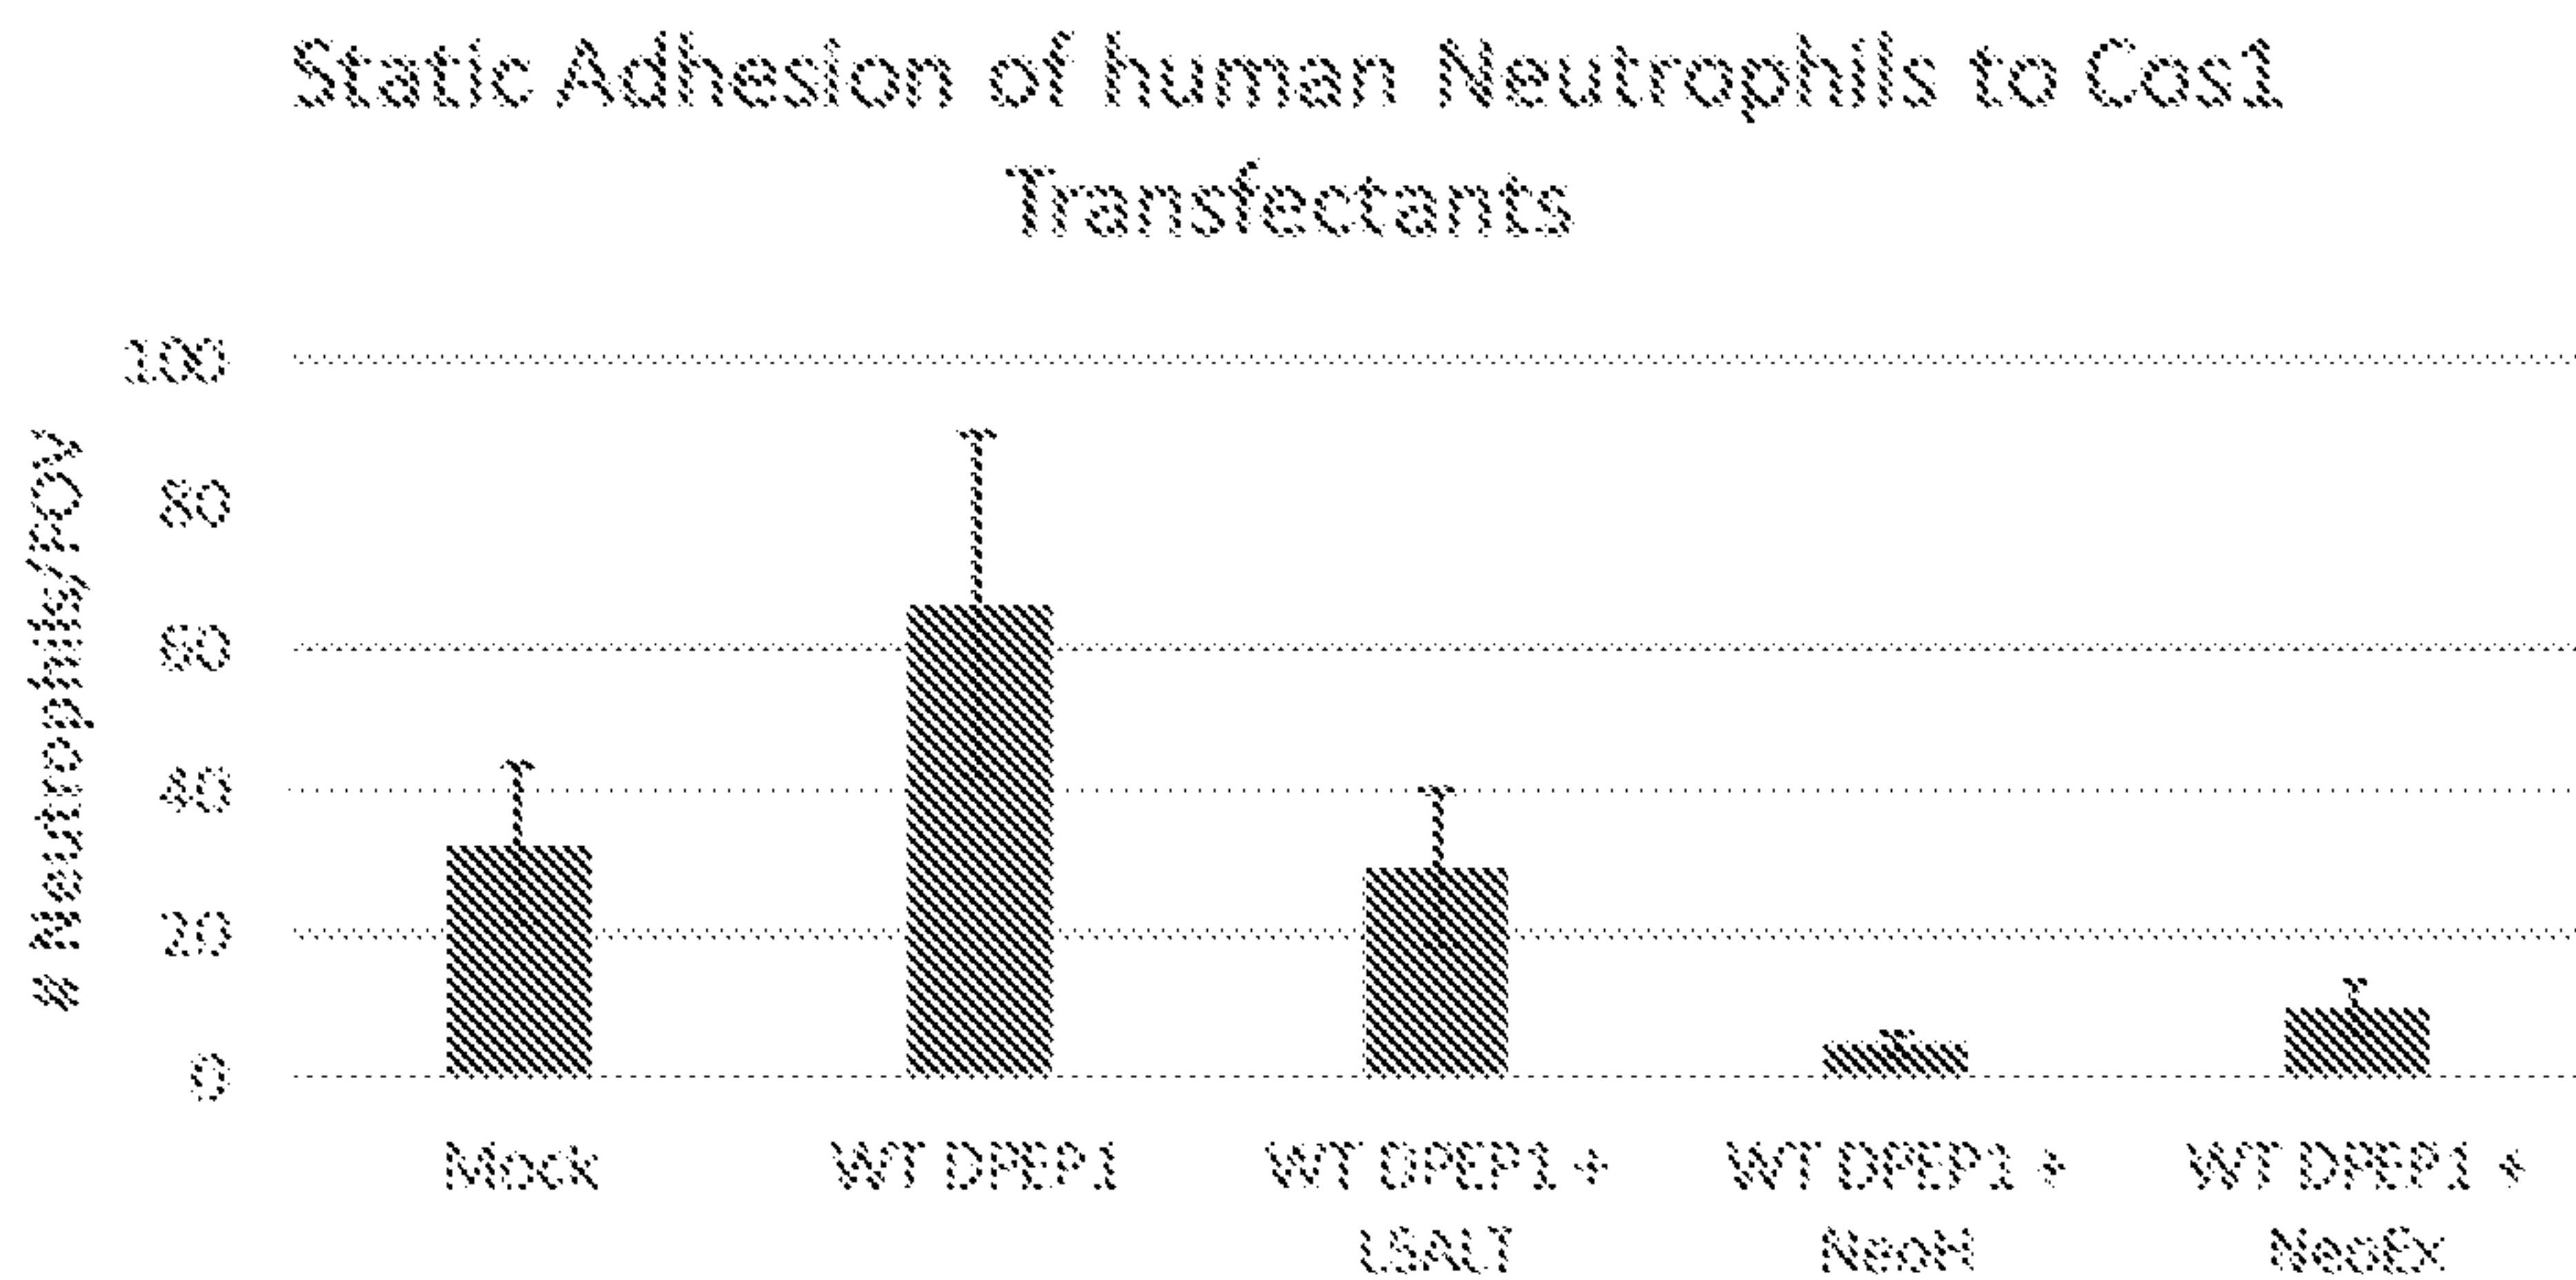 Static Adhesion of human Neutrophils to Cos1
Transfectants
# Neutrophils/FOV
100
80
60
40
20
0
Mock
WT DPEP1
WT DPEP1 +
LSALT
WT DPEP1 +
NeoH
WT DPEP1 +
NeoEx